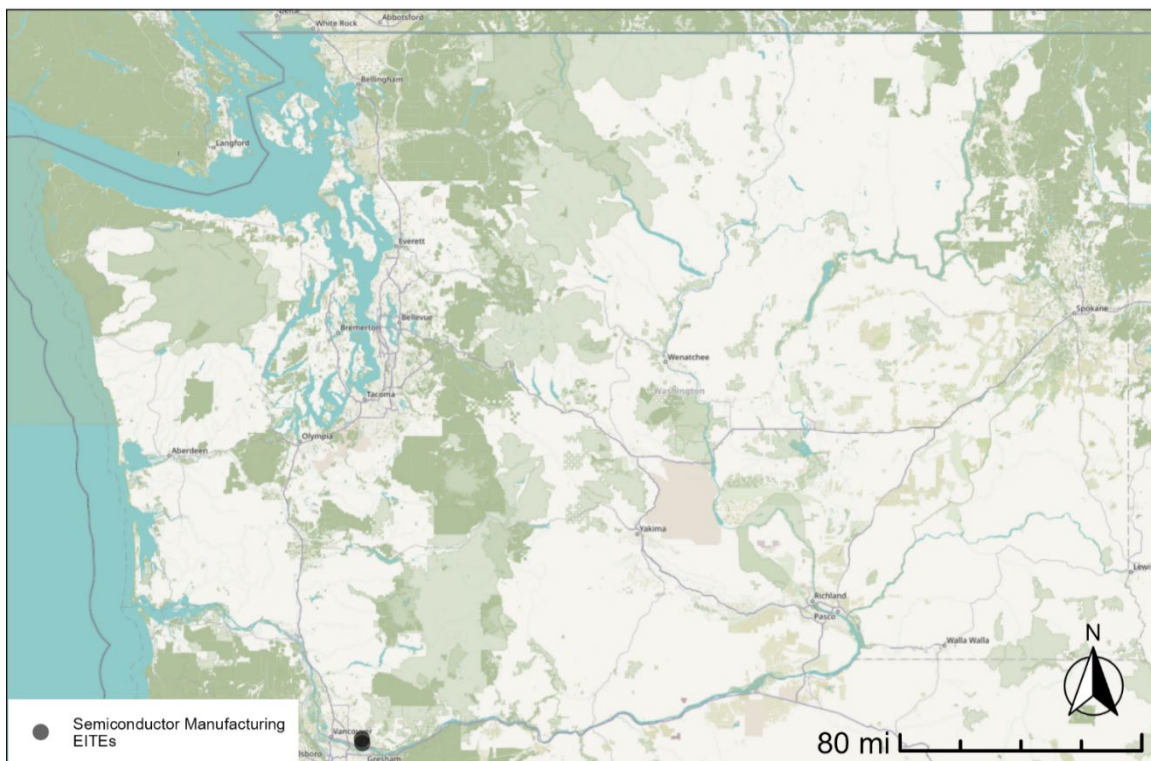 White Rock
Abbotsford
Bellingham
Langford
Everett
Bellevue
Bremerton
Spokane
Wenatchee
Washington
Tacoma
Olympia
Aberdeen
Yakima
Richland
Pasco
Walla Walla
N
Semiconductor Manufacturing
EITEs
Vancouver
Gresham
80 mi